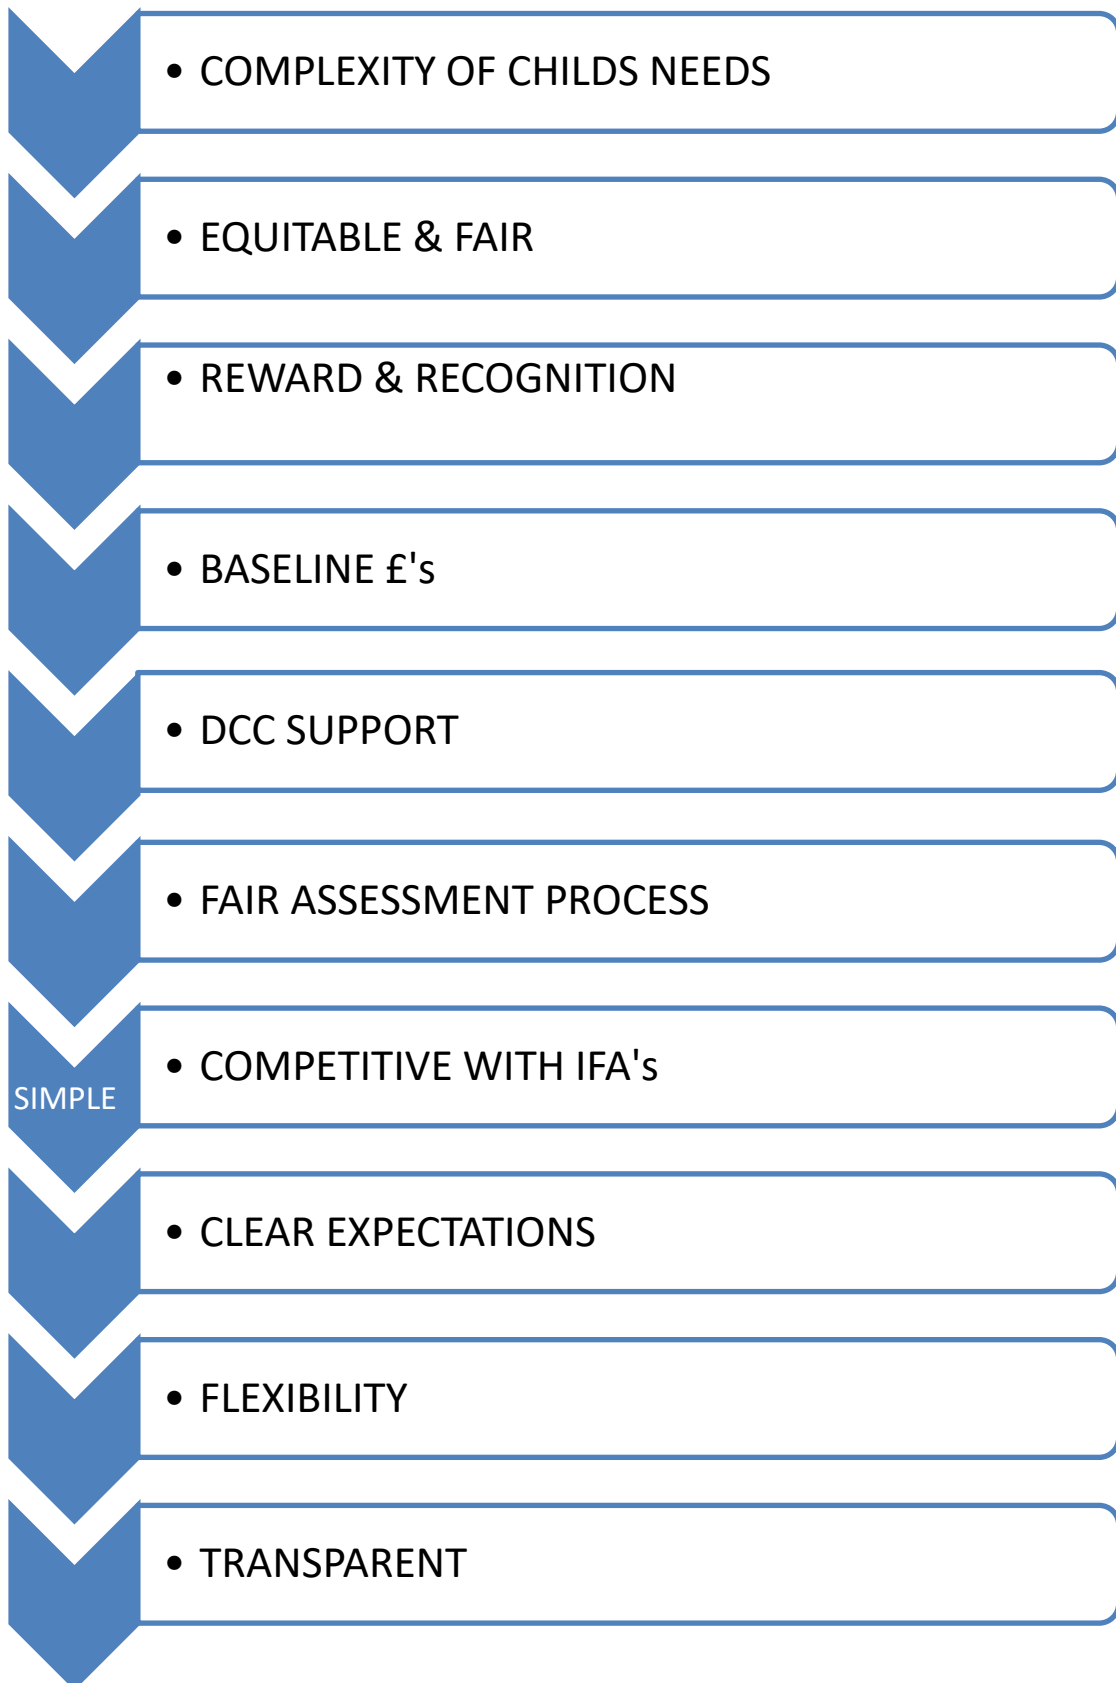 • COMPLEXITY OF CHILDS NEEDS
• EQUITABLE & FAIR
• REWARD & RECOGNITION
• BASELINE £'s
• DCC SUPPORT
• FAIR ASSESSMENT PROCESS
SIMPLE
• COMPETITIVE WITH IFA's
• CLEAR EXPECTATIONS
• FLEXIBILITY
• TRANSPARENT